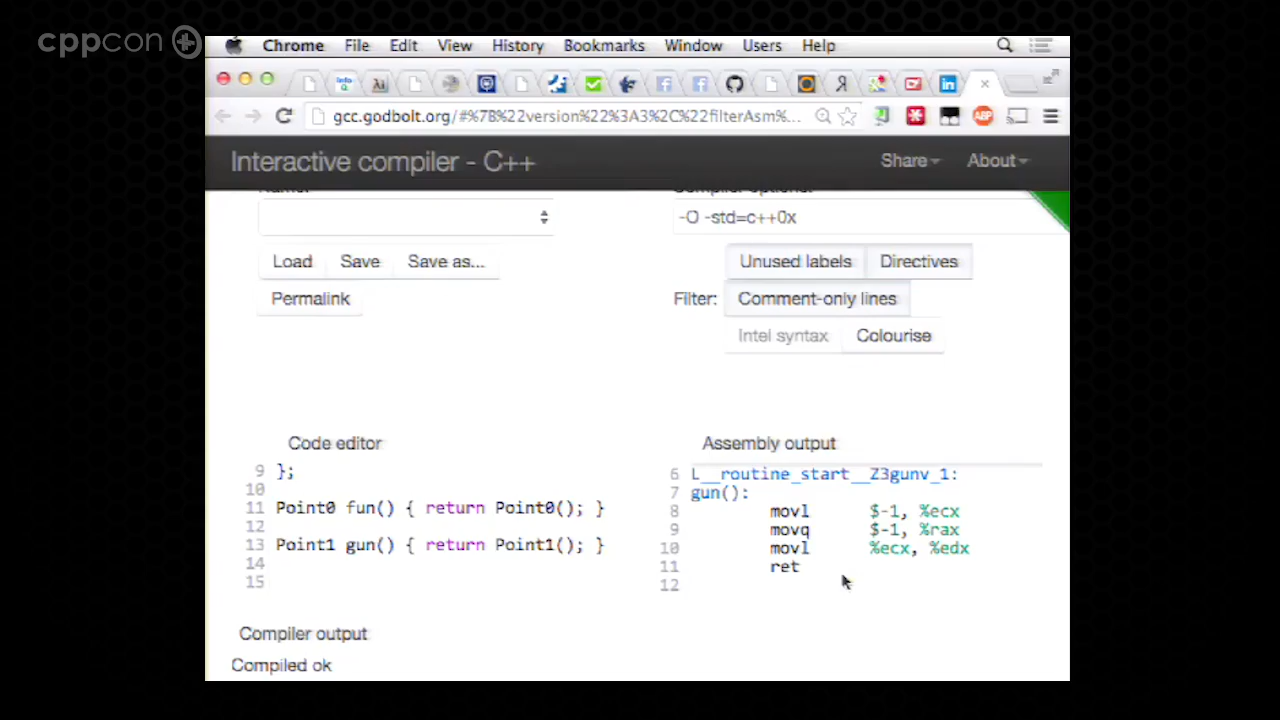 cppcon
Chrome File Edit View History Bookmarks Window Users Help
gcc.godbolt.org/#%7B%22version%22%3A3%2C%22filterAsm%...
ABP
Interactive compiler - C++
Share
About
-O -std=c++0x
Load
Save
Save as...
Permalink
Unused labels
Directives
Filter:
Comment-only lines
Intel syntax
Colourise
Code editor
9 };
10
11 Point0 fun() { return Point0(); }
12
13 Point1 gun() { return Point1(); }
14
15
Assembly output
6 L__routine_start__Z3gunv_1:
7 gun():
8 movl $-1, %ecx
9 movq $-1, %rax
10 movl %ecx, %edx
11 ret
12
Compiler output
Compiled ok